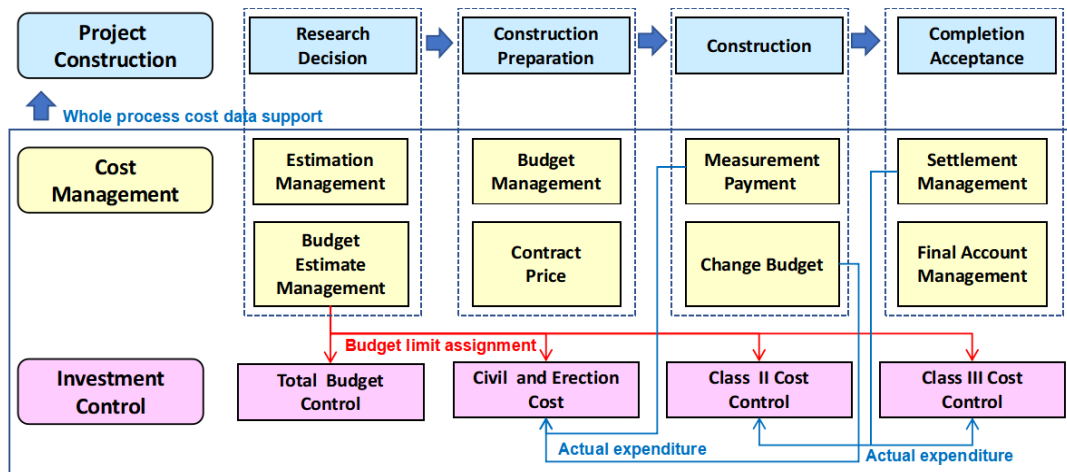 Project
Construction
Research
Decision
Construction
Preparation
Construction
Completion
Acceptance
Whole process cost data support
Cost
Management
Estimation
Management
Budget
Management
Measurement
Payment
Settlement
Management
Budget
Estimate
Management
Contract
Price
Change Budget
Final Account
Management
Budget limit assignment
Investment
Control
Total Budget
Control
Civil and Erection
Cost
Class II Cost
Control
Class III Cost
Control
Actual expenditure
Actual expenditure